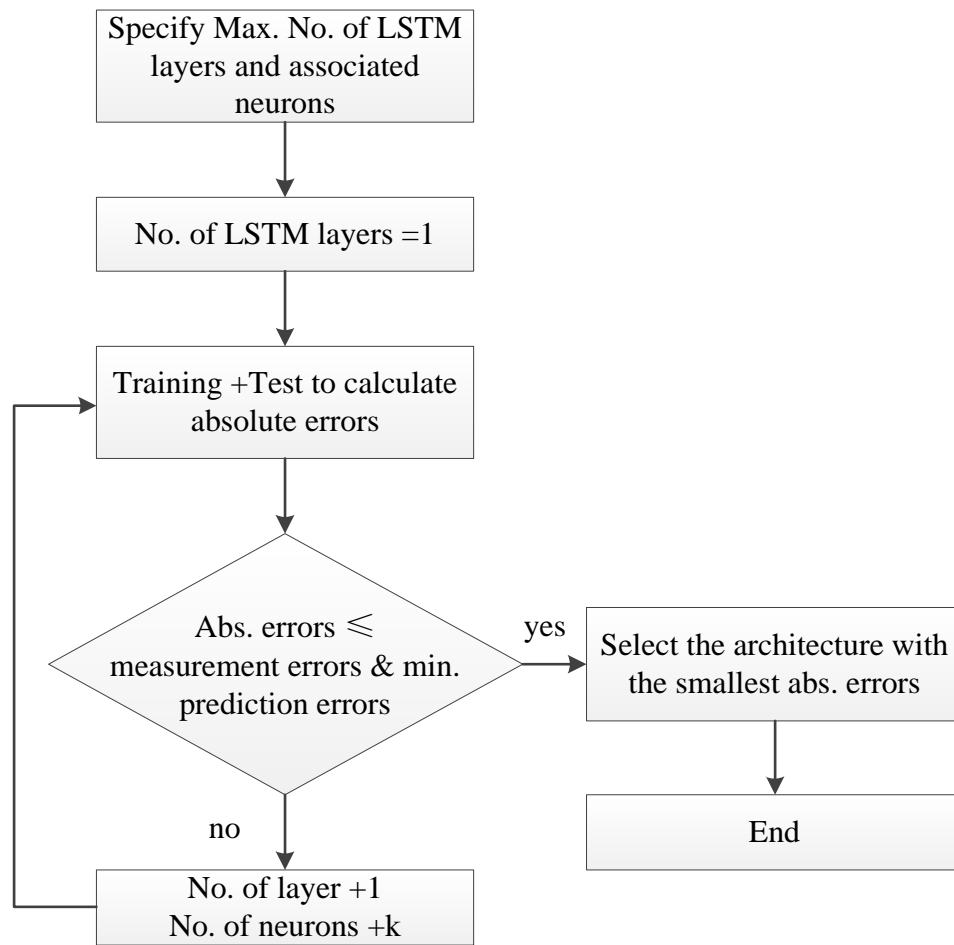 Specify Max. No. of LSTM
layers and associated
neurons
No. of LSTM layers =1
Training +Test to calculate
absolute errors
Abs. errors ≤
measurement errors & min.
prediction errors
yes
Select the architecture with
the smallest abs. errors
End
no
No. of layer +1
No. of neurons +k